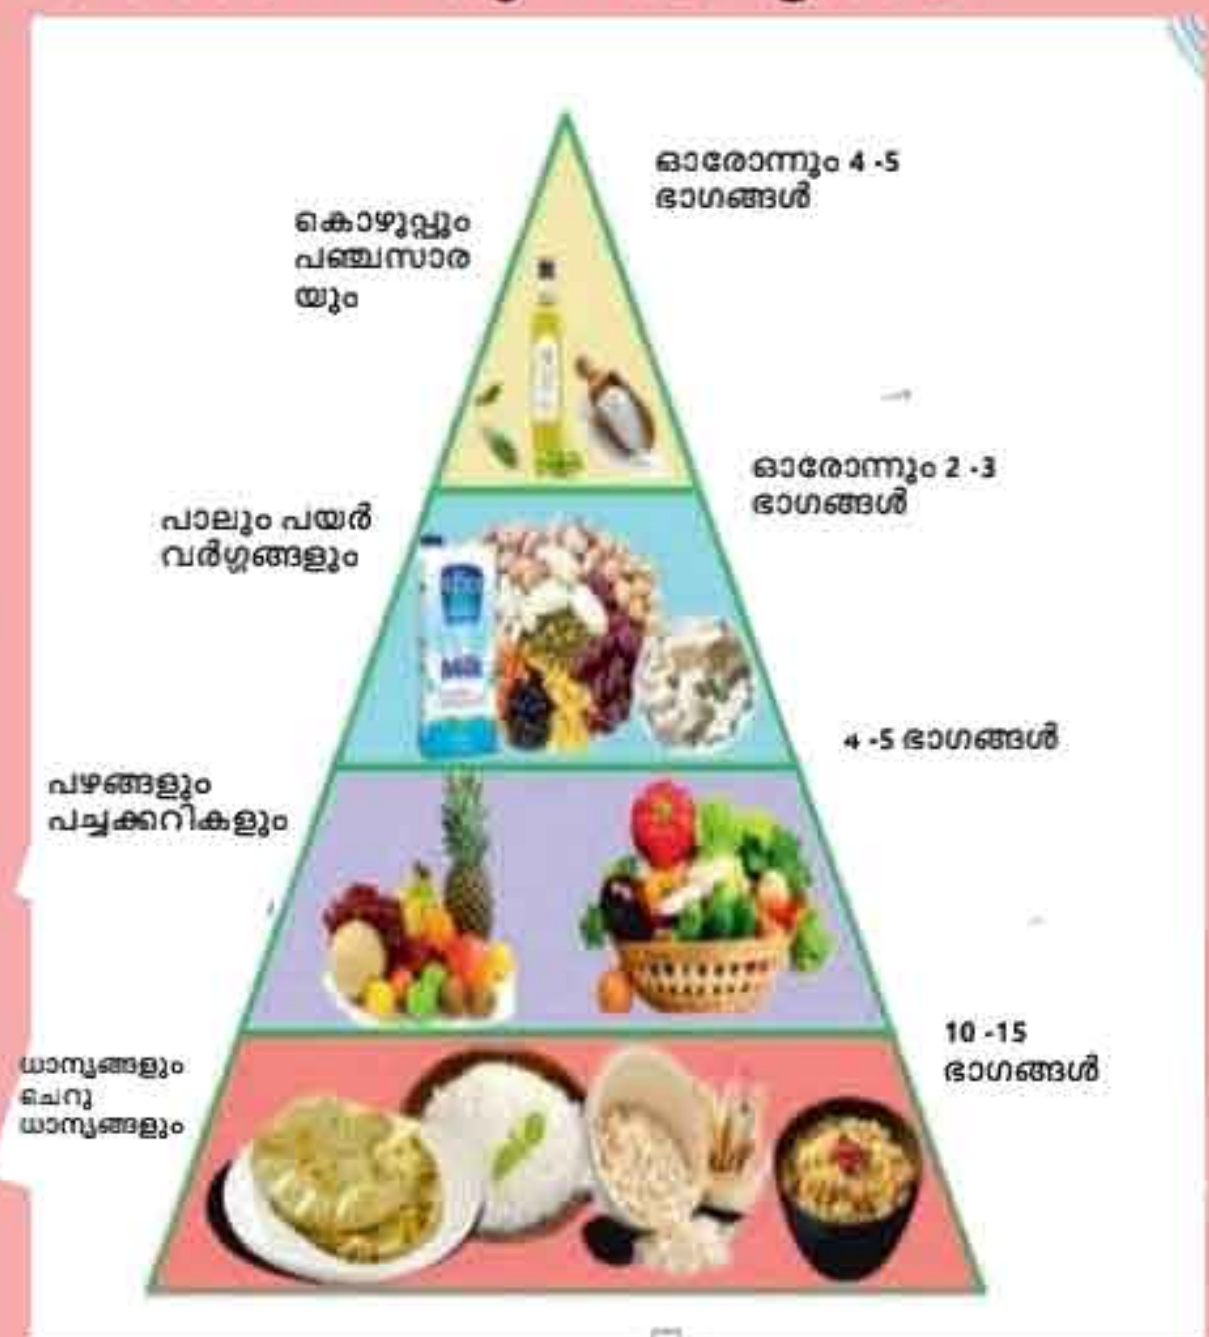 ഓരോന്നും 4 -5
ഭാഗങ്ങൾ
കൊഴുപ്പും
പഞ്ചസാര
യും
ഓരോന്നും 2 -3
ഭാഗങ്ങൾ
പാലും പയർ
വർഗ്ഗങ്ങളും
Milk
4 -5 ഭാഗങ്ങൾ
പഴങ്ങളും
പച്ചക്കറികളും
10 -15
ഭാഗങ്ങൾ
ധാന്യങ്ങളും
ചെറു
ധാന്യങ്ങളും